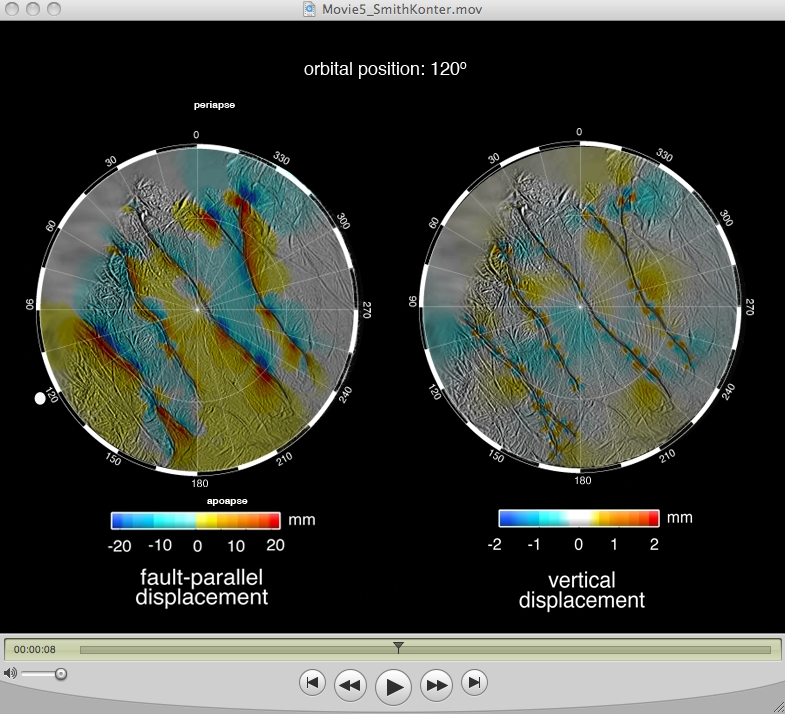 Movie5_SmithKonter.mov
orbital position: 120º
periapse
0
30
330
60
300
90
270
120
240
150
210
180
apoapse
0
30
330
60
300
90
270
120
240
150
210
180
mm
-20 -10 0 10 20
fault-parallel
displacement
mm
-2 -1 0 1 2
vertical
displacement
00:00:08